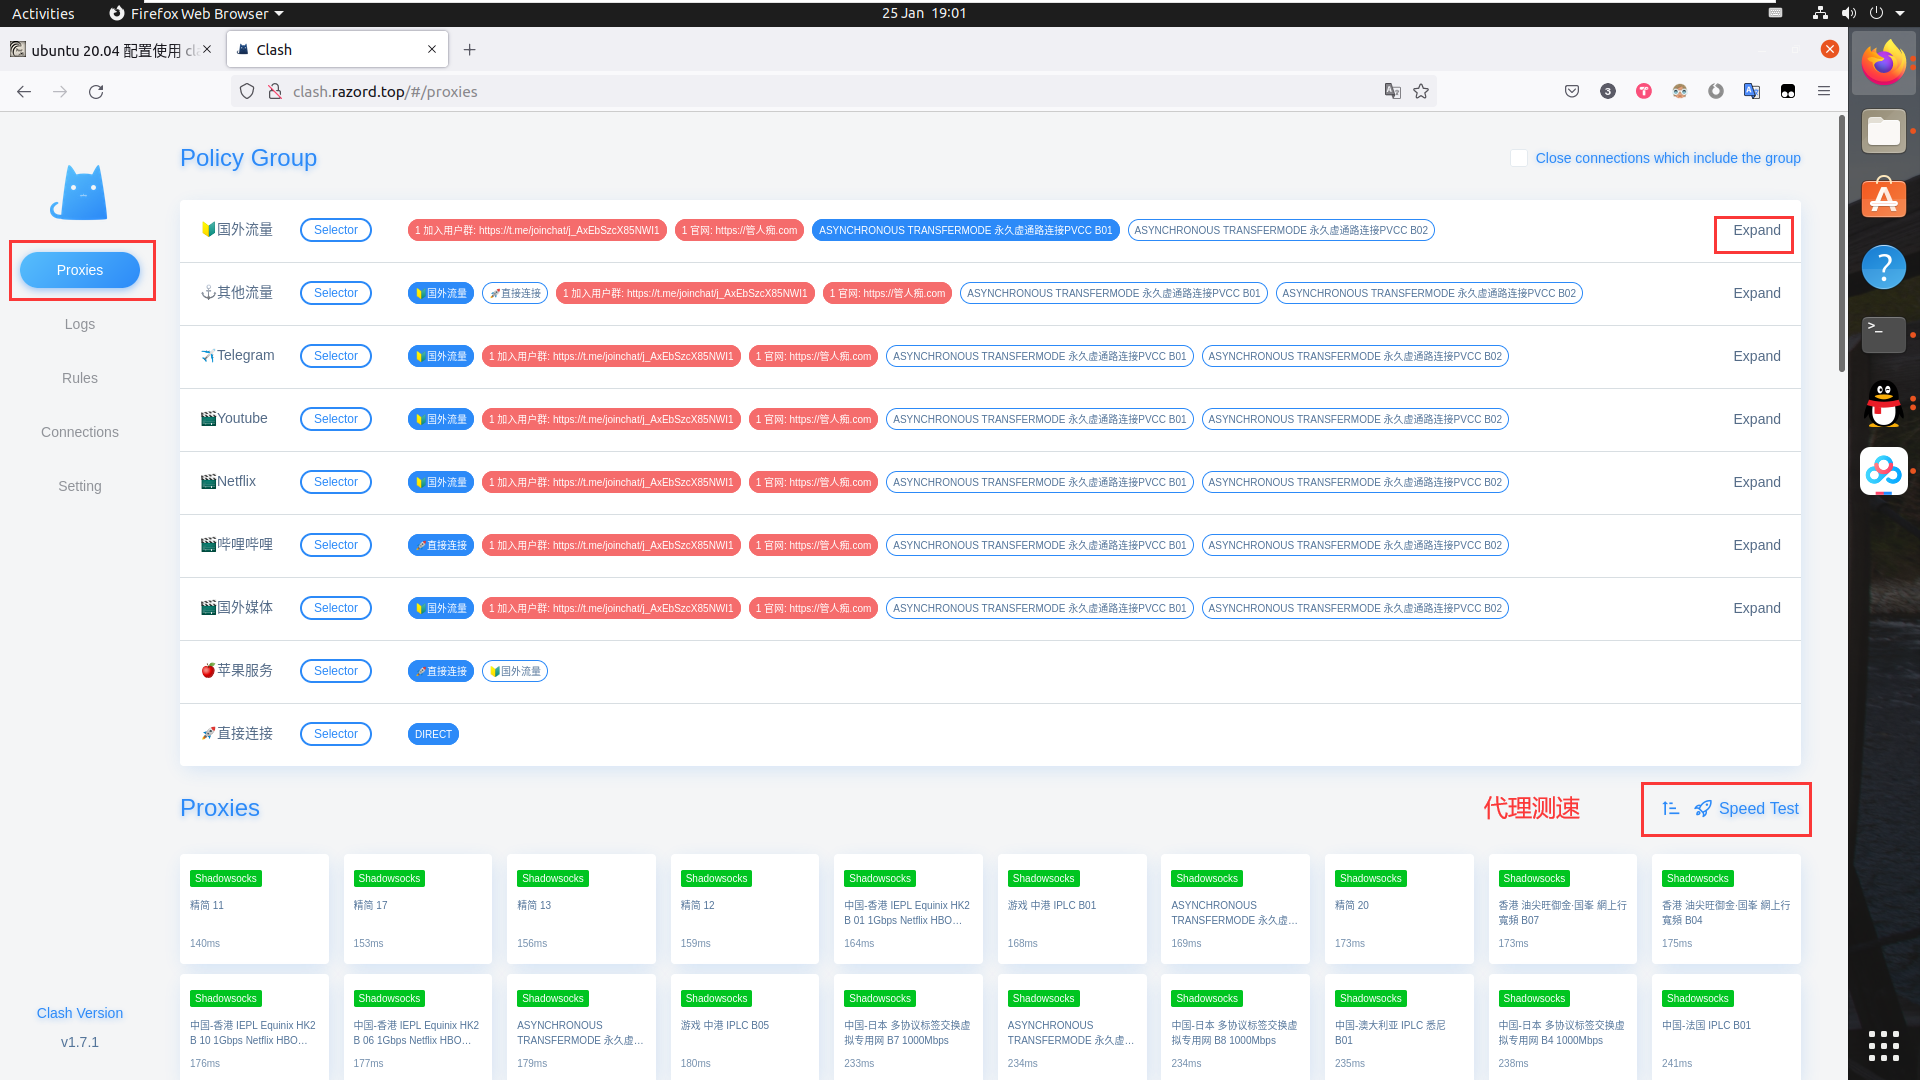 Activities
Firefox Web Browser
25 Jan 19:01
ubuntu 20.04 配置使用 cl
Clash
clash.razord.top/#/proxies
3
Policy Group
Close connections which include the group
国外流量 Selector 1 加入用户群: https://t.me/joinchat/j_AxEbSzcX85NWI1 1 官网: https://管人痴.com ASYNCHRONOUS TRANSFERMODE 永久虚通路连接PVCC B01 ASYNCHRONOUS TRANSFERMODE 永久虚通路连接PVCC B02 Expand
其他流量 Selector 国外流量 直接连接 1 加入用户群: https://t.me/joinchat/j_AxEbSzcX85NWI1 1 官网: https://管人痴.com ASYNCHRONOUS TRANSFERMODE 永久虚通路连接PVCC B01 ASYNCHRONOUS TRANSFERMODE 永久虚通路连接PVCC B02 Expand
Telegram Selector 国外流量 1 加入用户群: https://t.me/joinchat/j_AxEbSzcX85NWI1 1 官网: https://管人痴.com ASYNCHRONOUS TRANSFERMODE 永久虚通路连接PVCC B01 ASYNCHRONOUS TRANSFERMODE 永久虚通路连接PVCC B02 Expand
Youtube Selector 国外流量 1 加入用户群: https://t.me/joinchat/j_AxEbSzcX85NWI1 1 官网: https://管人痴.com ASYNCHRONOUS TRANSFERMODE 永久虚通路连接PVCC B01 ASYNCHRONOUS TRANSFERMODE 永久虚通路连接PVCC B02 Expand
Netflix Selector 国外流量 1 加入用户群: https://t.me/joinchat/j_AxEbSzcX85NWI1 1 官网: https://管人痴.com ASYNCHRONOUS TRANSFERMODE 永久虚通路连接PVCC B01 ASYNCHRONOUS TRANSFERMODE 永久虚通路连接PVCC B02 Expand
哔哩哔哩 Selector 直接连接 1 加入用户群: https://t.me/joinchat/j_AxEbSzcX85NWI1 1 官网: https://管人痴.com ASYNCHRONOUS TRANSFERMODE 永久虚通路连接PVCC B01 ASYNCHRONOUS TRANSFERMODE 永久虚通路连接PVCC B02 Expand
国外媒体 Selector 国外流量 1 加入用户群: https://t.me/joinchat/j_AxEbSzcX85NWI1 1 官网: https://管人痴.com ASYNCHRONOUS TRANSFERMODE 永久虚通路连接PVCC B01 ASYNCHRONOUS TRANSFERMODE 永久虚通路连接PVCC B02 Expand
苹果服务 Selector 直接连接 国外流量
直接连接 Selector DIRECT
Proxies
Logs
Rules
Connections
Setting
Clash Version
v1.7.1
Proxies
代理测速
Speed Test
Shadowsocks
精简 11
140ms
Shadowsocks
精简 17
153ms
Shadowsocks
精简 13
156ms
Shadowsocks
精简 12
159ms
Shadowsocks
中国-香港 IEPL Equinix HK2
B 01 1Gbps Netflix HBO…
164ms
Shadowsocks
游戏 中港 IPLC B01
168ms
Shadowsocks
ASYNCHRONOUS
TRANSFERMODE 永久虚…
169ms
Shadowsocks
精简 20
173ms
Shadowsocks
香港 油尖旺御金·国峯 網上行
寬頻 B07
173ms
Shadowsocks
香港 油尖旺御金·国峯 網上行
寬頻 B04
175ms
Shadowsocks
中国-香港 IEPL Equinix HK2
B 10 1Gbps Netflix HBO…
176ms
Shadowsocks
中国-香港 IEPL Equinix HK2
B 06 1Gbps Netflix HBO…
177ms
Shadowsocks
ASYNCHRONOUS
TRANSFERMODE 永久虚…
179ms
Shadowsocks
游戏 中港 IPLC B05
180ms
Shadowsocks
中国-日本 多协议标签交换虚
拟专用网 B7 1000Mbps
233ms
Shadowsocks
ASYNCHRONOUS
TRANSFERMODE 永久虚…
234ms
Shadowsocks
中国-日本 多协议标签交换虚
拟专用网 B8 1000Mbps
234ms
Shadowsocks
中国-澳大利亚 IPLC 悉尼
B01
235ms
Shadowsocks
中国-日本 多协议标签交换虚
拟专用网 B4 1000Mbps
238ms
Shadowsocks
中国-法国 IPLC B01
241ms